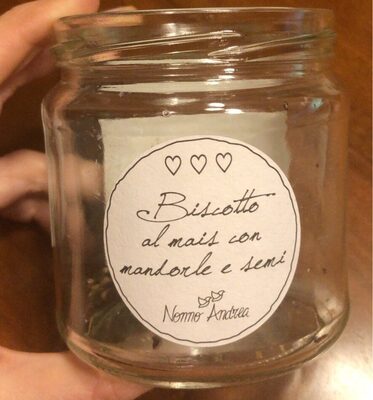 Biscotto
al mais con
mandorle e semi
Nonno Andrea